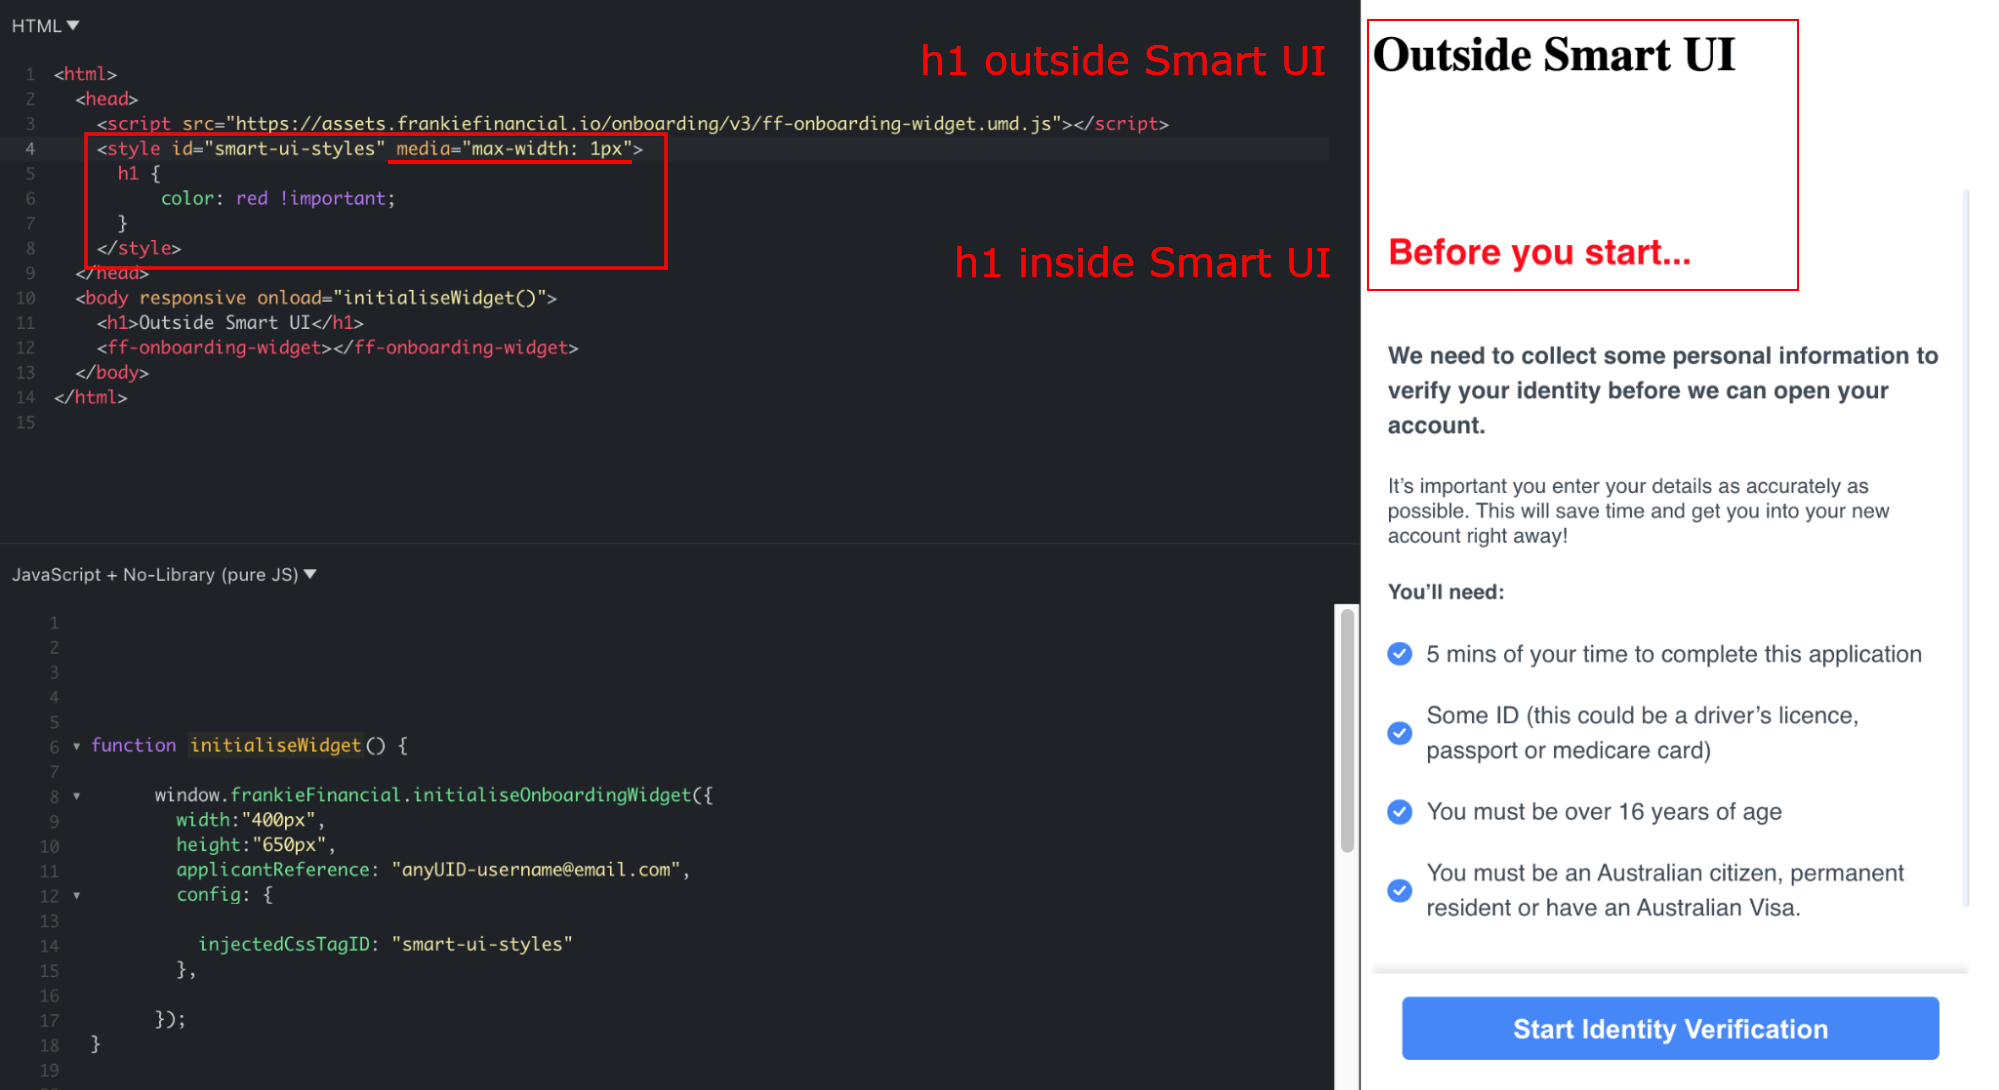 HTML▼
h1 outside Smart UI
1 <html>
2 <head>
3 <script src="https://assets.frankiefinancial.io/onboarding/v3/ff-onboarding-widget.umd.js"></script>
4 <style id="smart-ui-styles" media="max-width: 1px">
5 h1 {
6 color: red !important;
7 }
8 </style>
9 </head>
10 <body responsive onload="initialiseWidget()">
11 <h1>Outside Smart UI</h1>
12 <ff-onboarding-widget></ff-onboarding-widget>
13 </body>
14 </html>
15
h1 inside Smart UI
JavaScript + No-Library (pure JS)▼
1
2
3
4
5
6 ▾ function initialiseWidget() {
7
8 ▾ window.frankieFinancial.initialiseOnboardingWidget({
9 width:"400px",
10 height:"650px",
11 applicantReference: "anyUID-username@email.com",
12 ▾ config: {
13
14 injectedCssTagID: "smart-ui-styles"
15 },
16
17 });
18 }
19
Outside Smart UI
Before you start...
We need to collect some personal information to
verify your identity before we can open your
account.
It’s important you enter your details as accurately as
possible. This will save time and get you into your new
account right away!
You’ll need:
5 mins of your time to complete this application
Some ID (this could be a driver’s licence,
passport or medicare card)
You must be over 16 years of age
You must be an Australian citizen, permanent
resident or have an Australian Visa.
Start Identity Verification